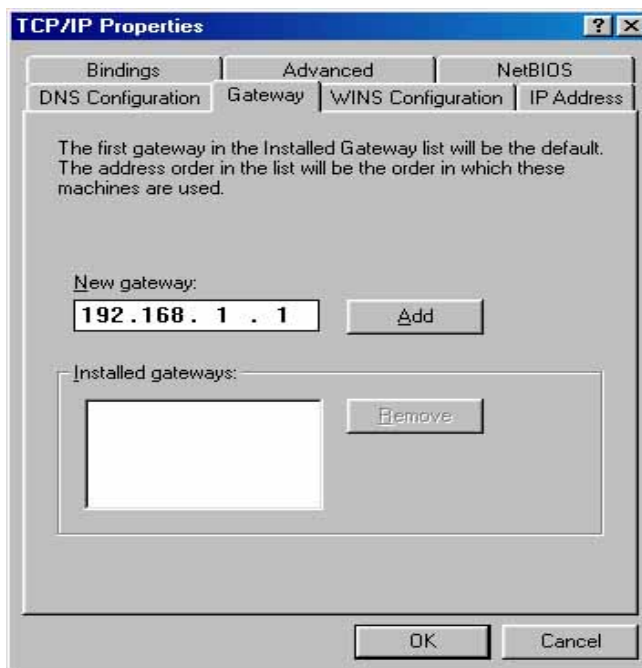 TCP/IP Properties
? ×
Bindings Advanced NetBIOS
DNS Configuration Gateway WINS Configuration IP Address
The first gateway in the Installed Gateway list will be the default.
The address order in the list will be the order in which these
machines are used.
New gateway:
192.168. 1 . 1 Add
Installed gateways:
Remove
OK Cancel